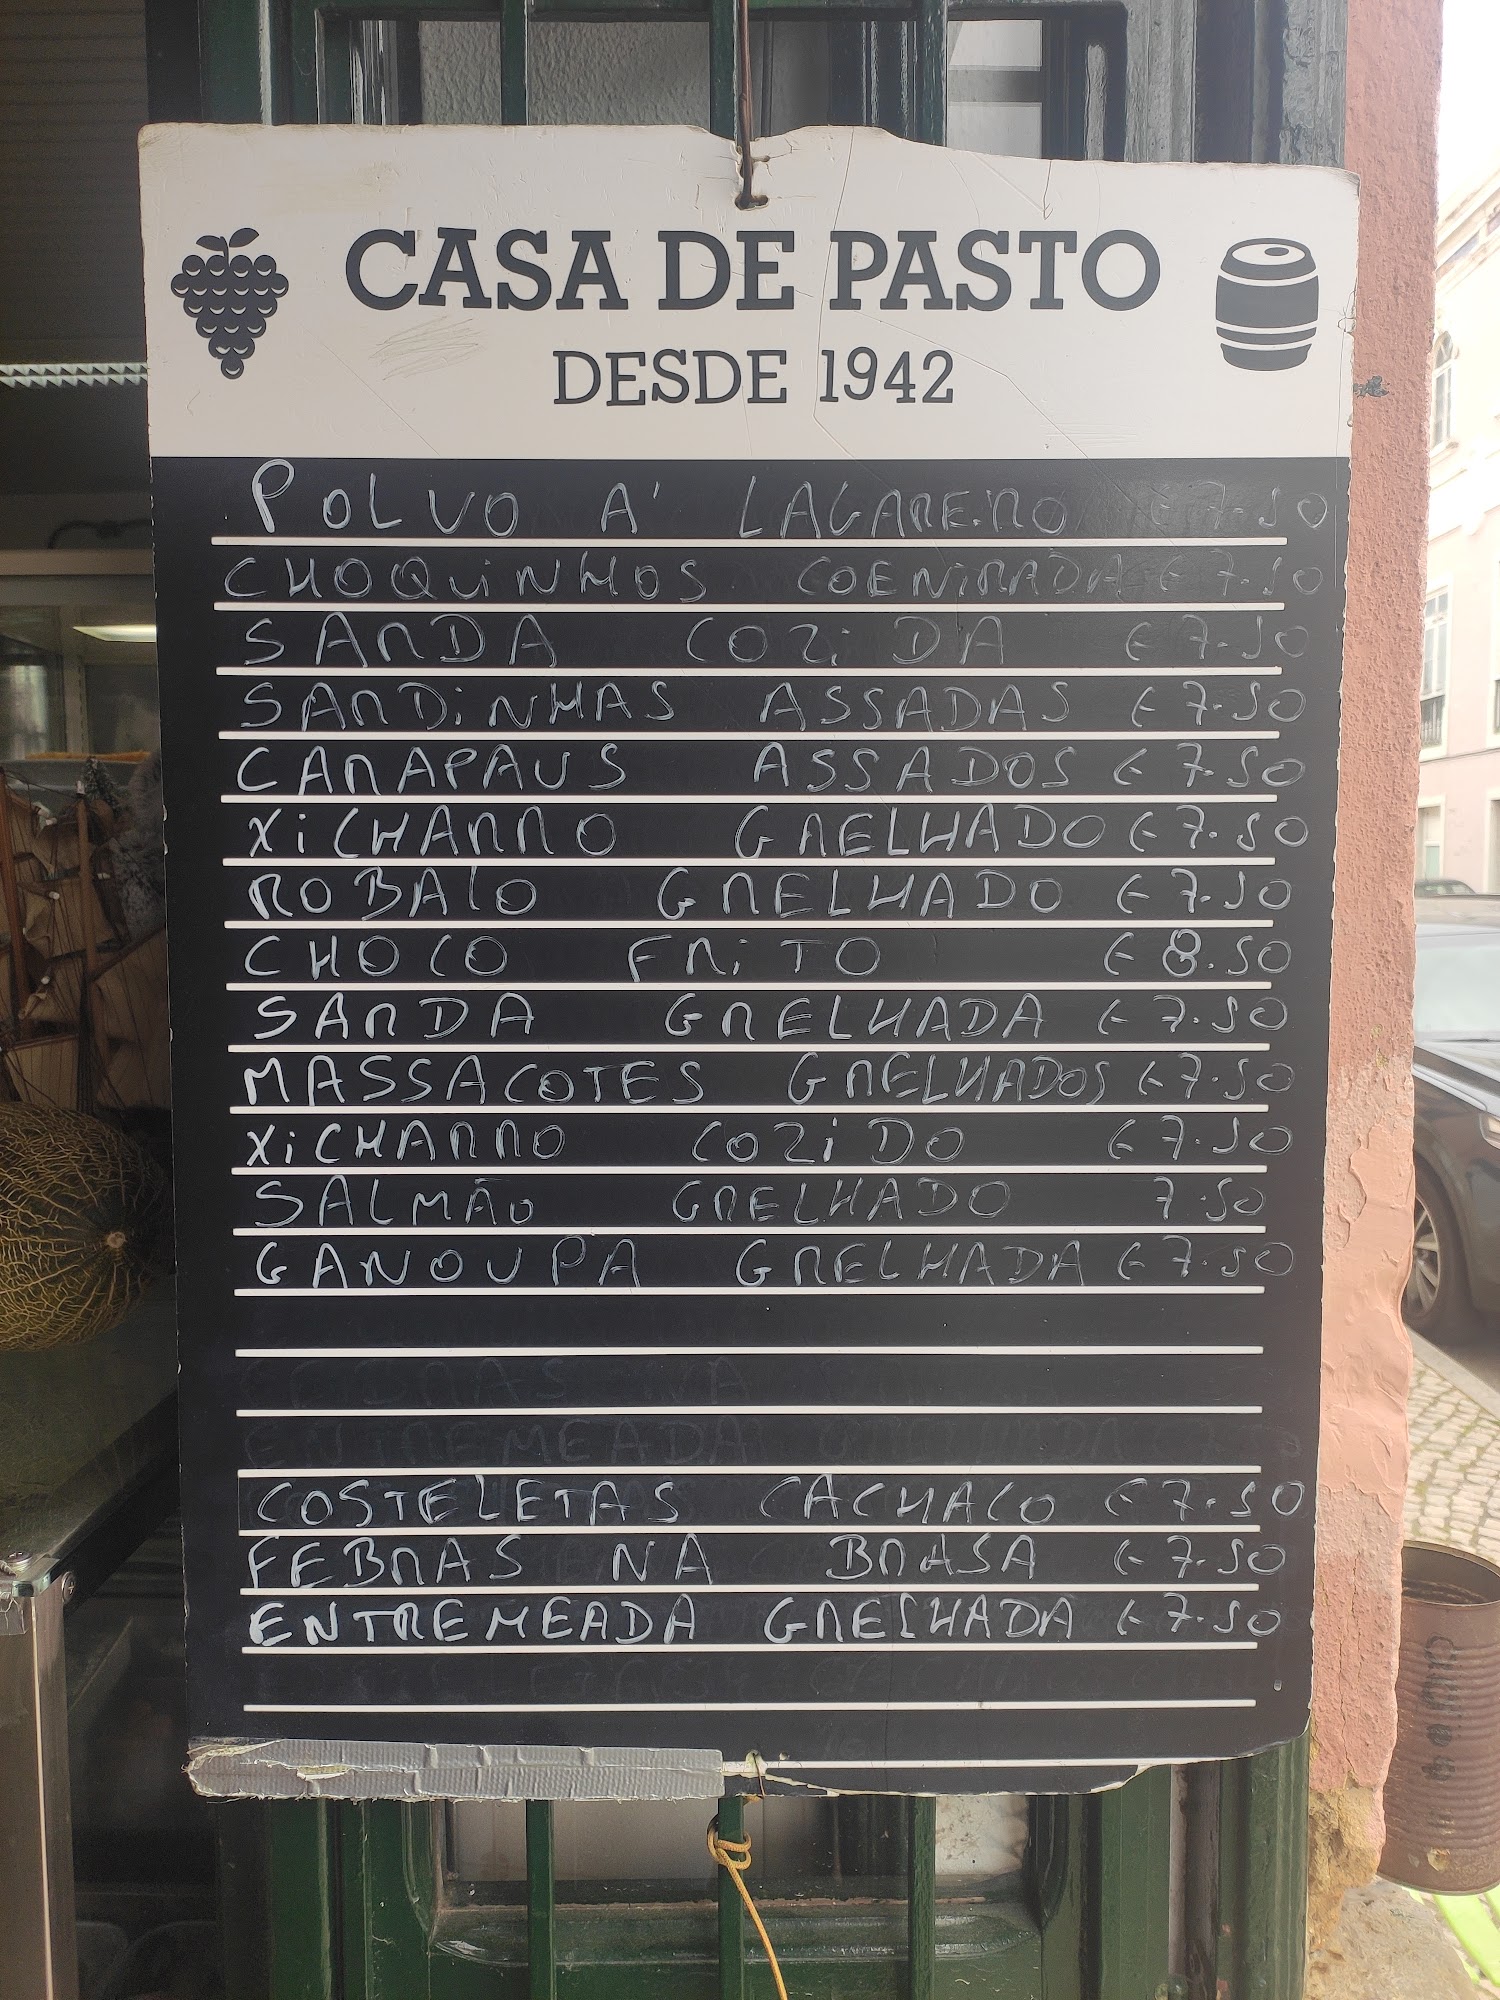 CASA DE PASTO
DESDE 1942
POLVO A' LAGAREIRO €7.50
CHOQUINHOS COENIRADA €7.50
SARDA COZIDA €7.50
SARDINHAS ASSADAS €7.50
CARAPAUS ASSADOS €7.50
XICHARRO GRELHADO €7.50
ROBALO GRELHADO €7.50
CHOCO FRITO €8.50
SARDA GRELHADA €7.50
MASSACOTES GRELHADOS €7.50
XICHARRO COZIDO €7.50
SALMÃO GRELHADO 7.50
GAROUPA GRELHADA €7.50
COSTELETAS CACHACO €7.50
FEBRAS NA BRASA €7.50
ENTREMEADA GRELHADA €7.50